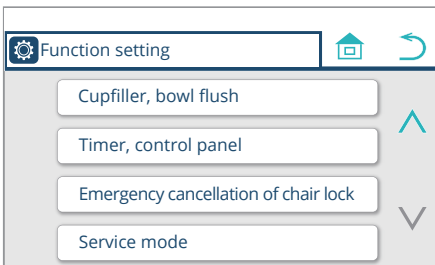 Function setting
Cupfiller, bowl flush
Timer, control panel
Emergency cancellation of chair lock
Service mode